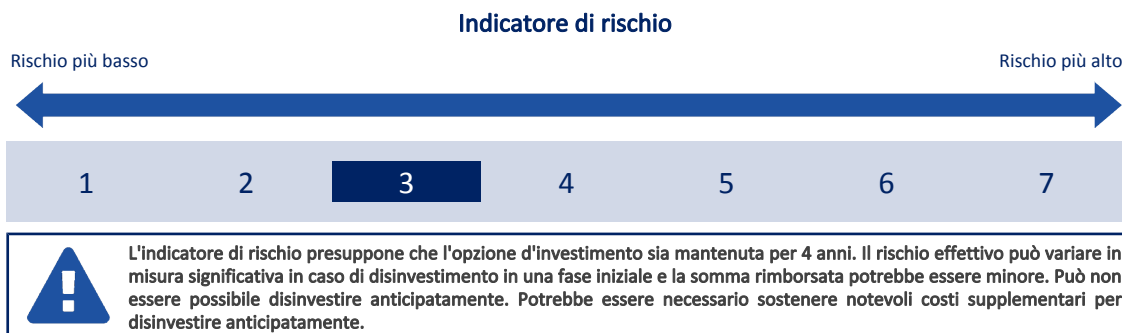 Indicatore di rischio
Rischio più basso Rischio più alto
1 2 3 4 5 6 7
L'indicatore di rischio presuppone che l'opzione d'investimento sia mantenuta per 4 anni. Il rischio effettivo può variare in
misura significativa in caso di disinvestimento in una fase iniziale e la somma rimborsata potrebbe essere minore. Può non
essere possibile disinvestire anticipatamente. Potrebbe essere necessario sostenere notevoli costi supplementari per
disinvestire anticipatamente.